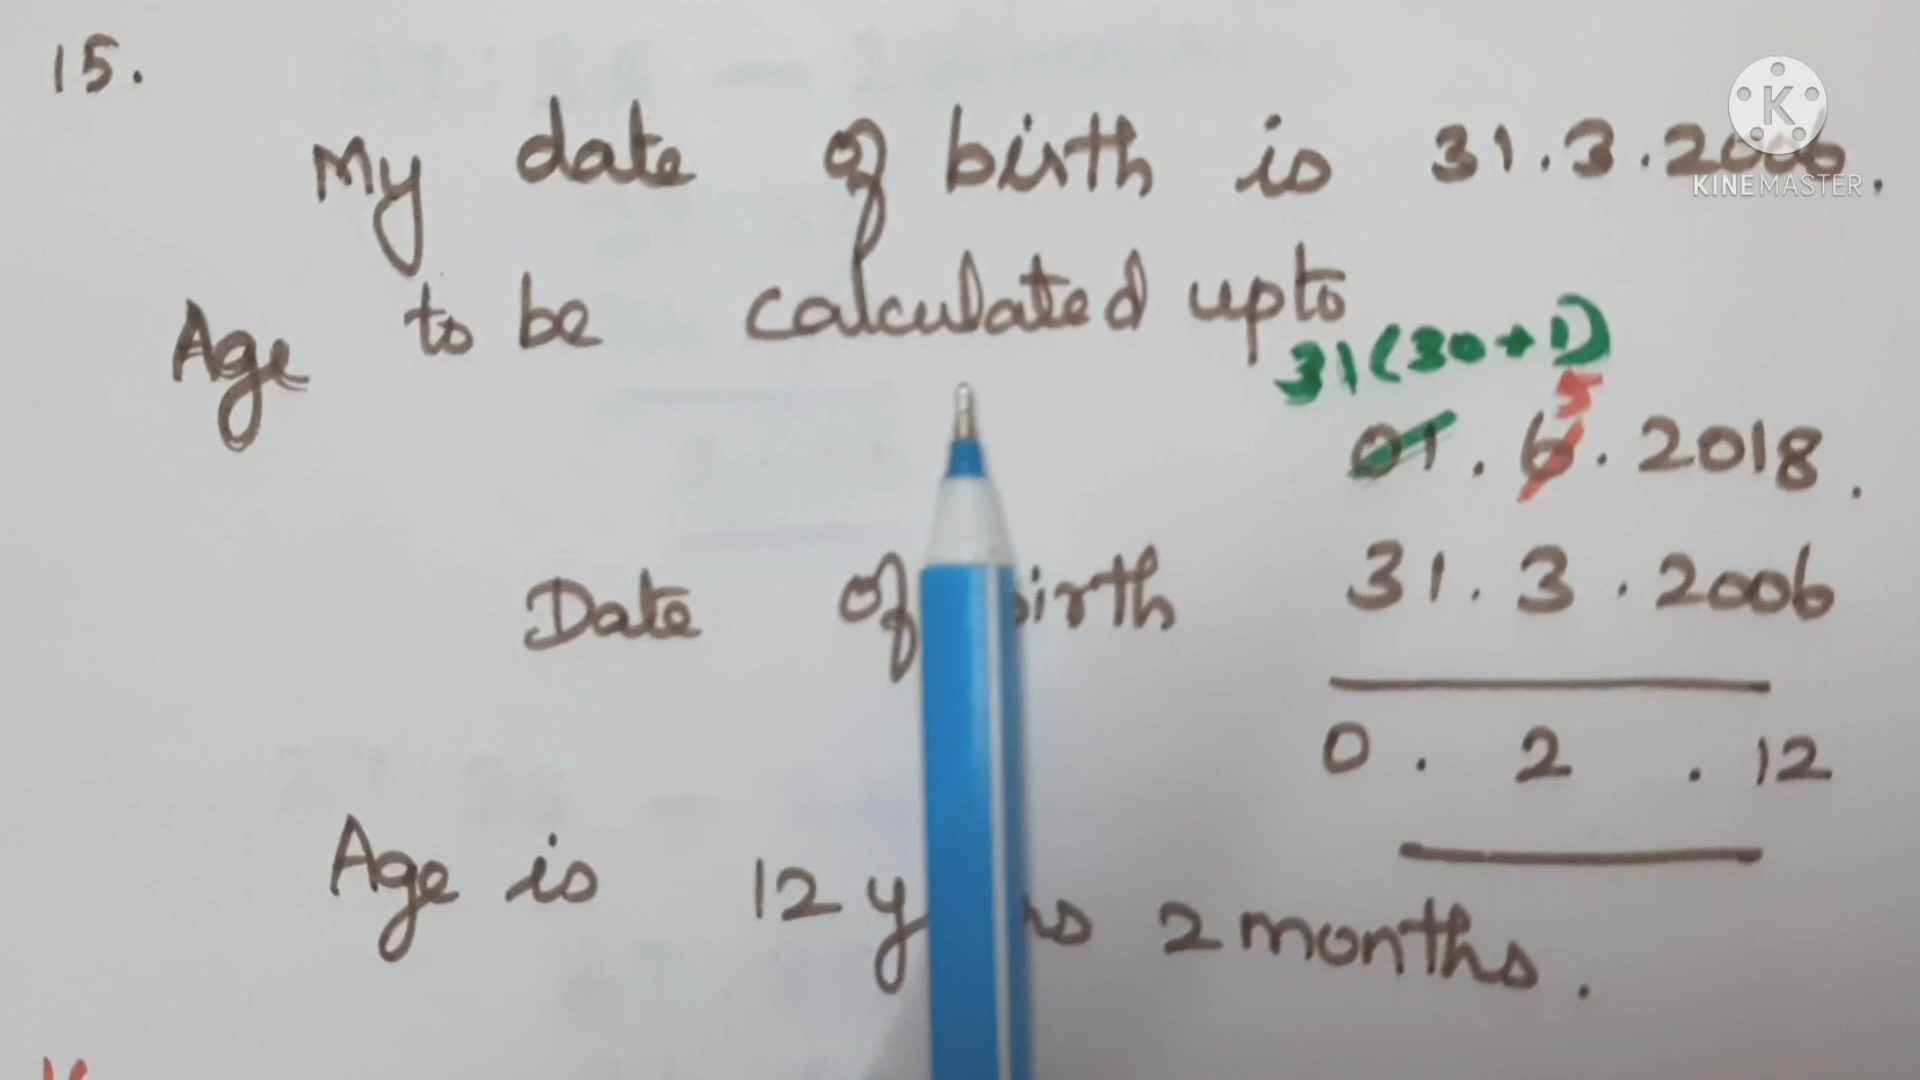 15.
My date of birth is 31.3.2006.
Age to be calculated upto
31(30+1)
5
01.6.2018.
Date of birth 31.3.2006
0.2.12
Age is 12 years 2 months.
K
KINEMASTER